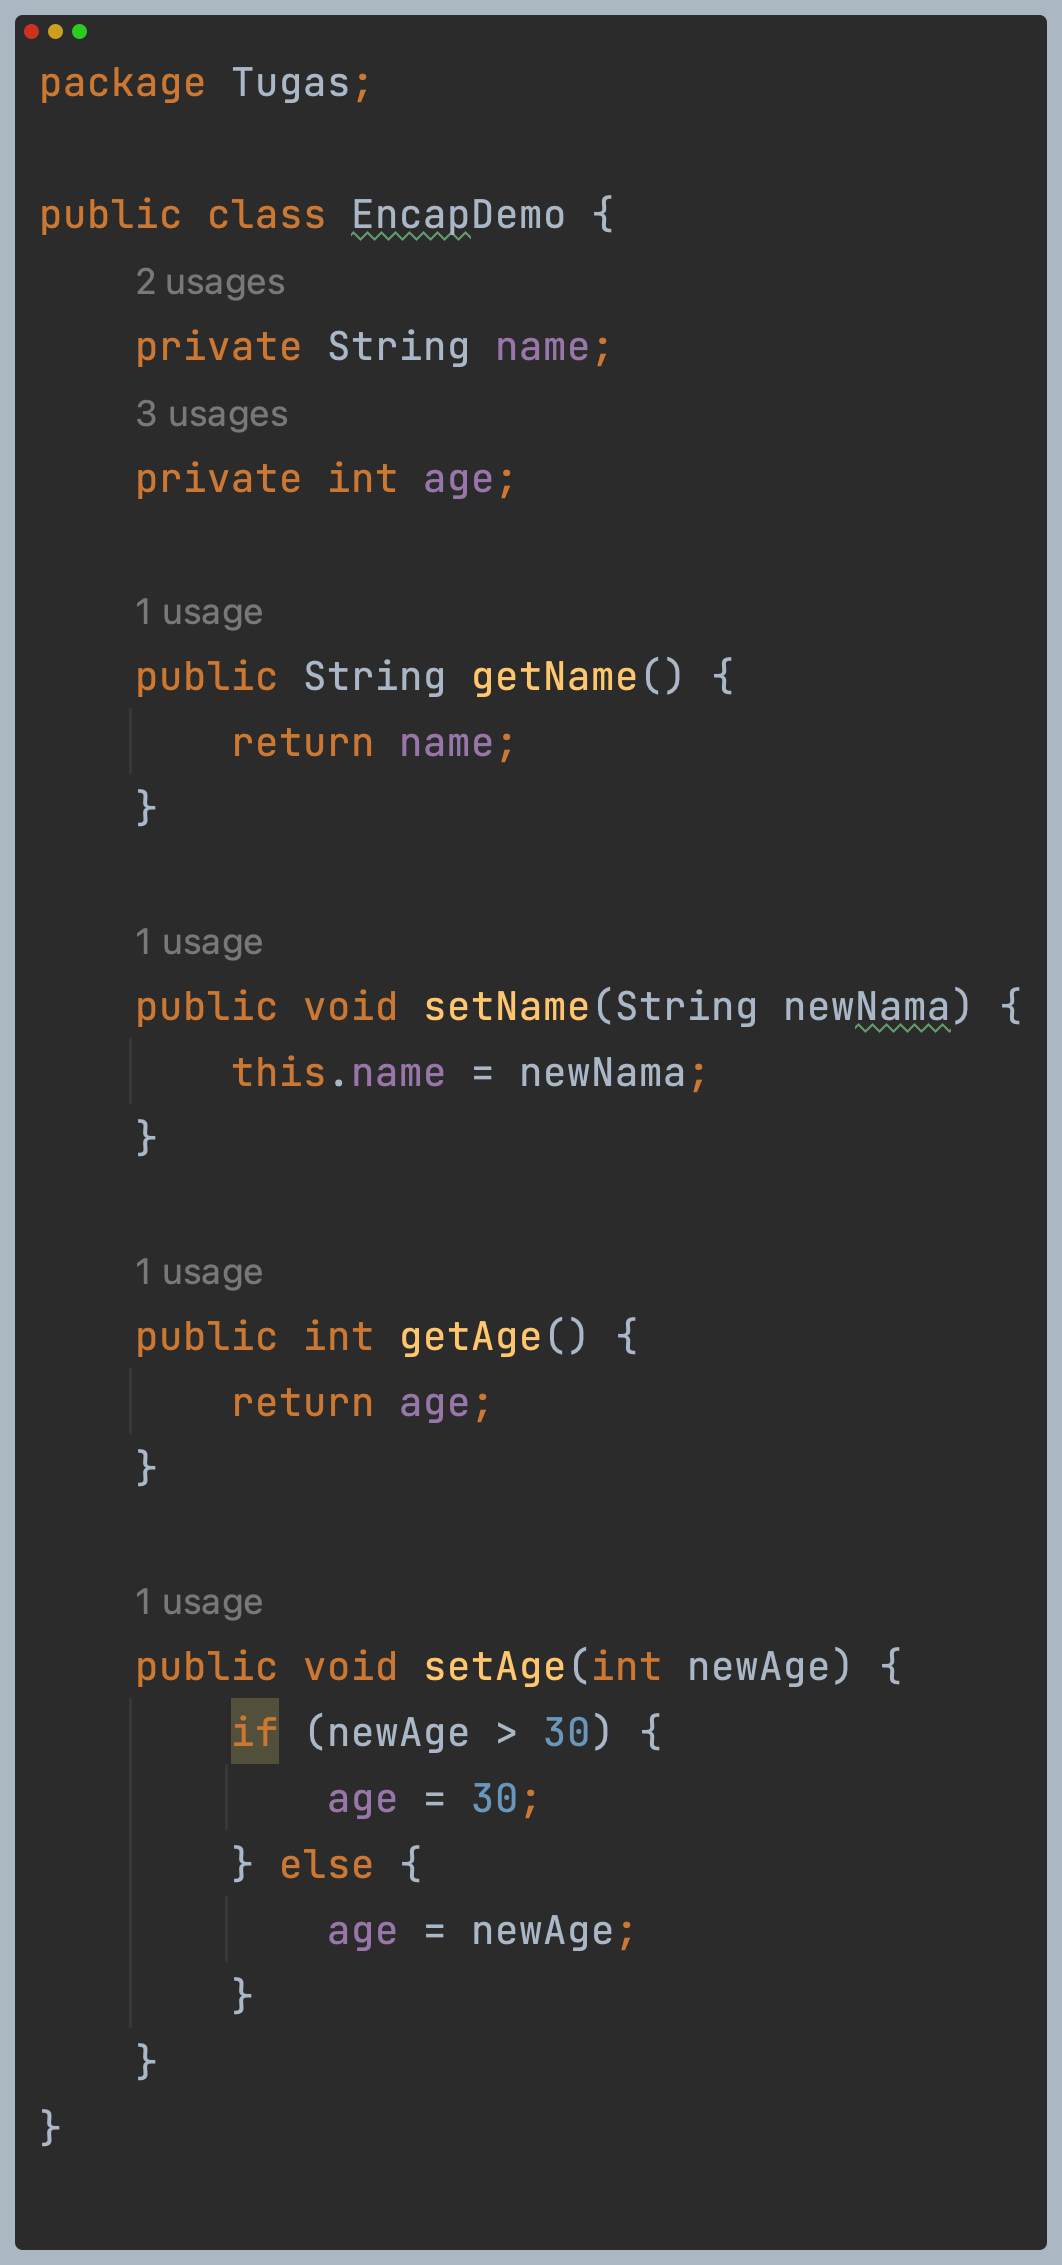 package Tugas;
public class EncapDemo {
2 usages
private String name;
3 usages
private int age;
1 usage
public String getName() {
return name;
}
1 usage
public void setName(String newNama) {
this.name = newNama;
}
1 usage
public int getAge() {
return age;
}
1 usage
public void setAge(int newAge) {
if (newAge > 30) {
age = 30;
} else {
age = newAge;
}
}
}